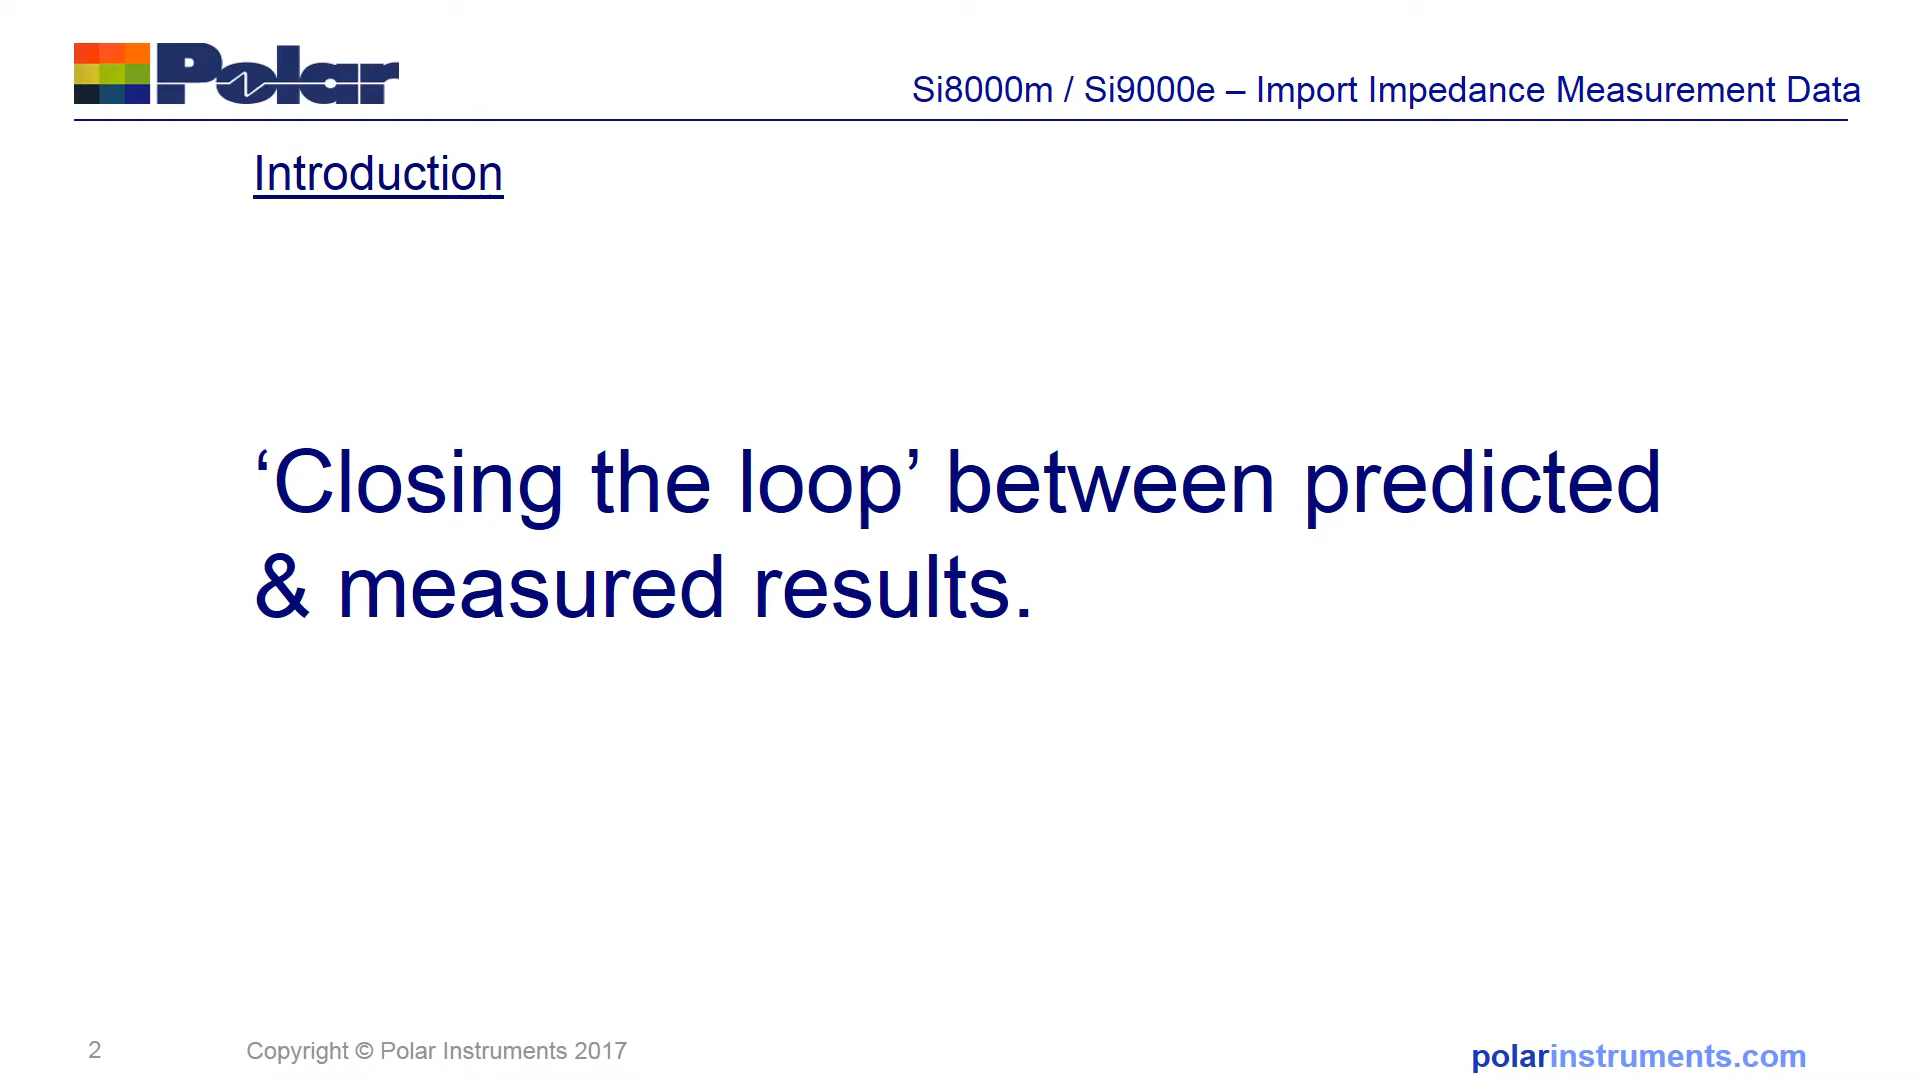 Polar
Si8000m / Si9000e – Import Impedance Measurement Data
Introduction
‘Closing the loop’ between predicted
& measured results.
2
Copyright © Polar Instruments 2017
polarinstruments.com